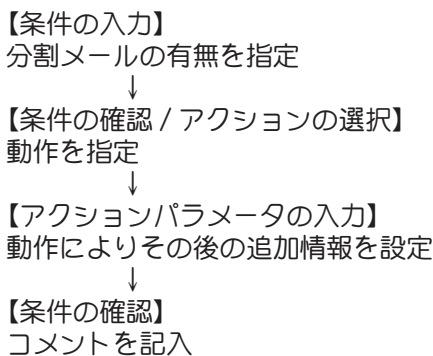 【条件の入力】
分割メールの有無を指定
↓
【条件の確認 / アクションの選択】
動作を指定
↓
【アクションパラメータの入力】
動作によりその後の追加情報を設定
↓
【条件の確認】
コメントを記入